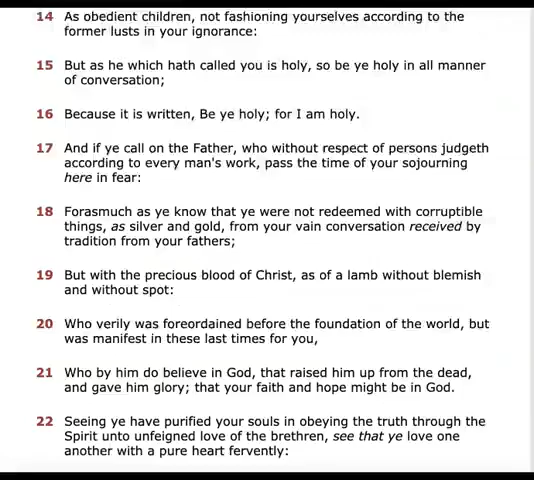 14 As obedient children, not fashioning yourselves according to the
former lusts in your ignorance:
15 But as he which hath called you is holy, so be ye holy in all manner
of conversation;
16 Because it is written, Be ye holy; for I am holy.
17 And if ye call on the Father, who without respect of persons judgeth
according to every man's work, pass the time of your sojourning
here in fear:
18 Forasmuch as ye know that ye were not redeemed with corruptible
things, as silver and gold, from your vain conversation received by
tradition from your fathers;
19 But with the precious blood of Christ, as of a lamb without blemish
and without spot:
20 Who verily was foreordained before the foundation of the world, but
was manifest in these last times for you,
21 Who by him do believe in God, that raised him up from the dead,
and gave him glory; that your faith and hope might be in God.
22 Seeing ye have purified your souls in obeying the truth through the
Spirit unto unfeigned love of the brethren, see that ye love one
another with a pure heart fervently: